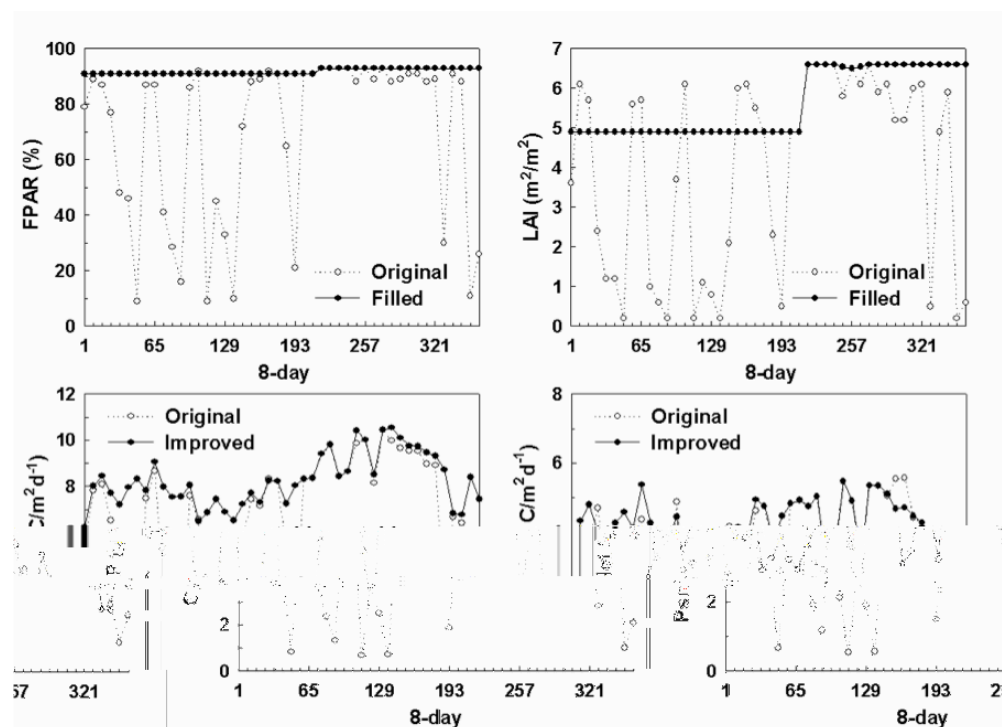 100
80
60
40
20
0
FPAR (%)
Original
Filled
1 65 129 193 257 321
8-day
7
6
5
4
3
2
1
0
LAI (m²/m²)
Original
Filled
1 65 129 193 257 321
8-day
12
10
8
C/m²d⁻¹)
Original
Improved
8
6
C/m²d⁻¹)
Original
Improved
2
0
57 321
1 65 129 193 257 321
8-day
2
0
1 65 129 193
8-day